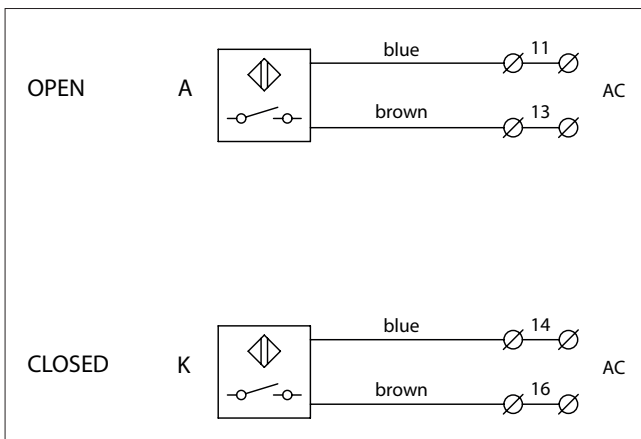 blue 11
OPEN A AC
brown 13
blue 14
CLOSED K AC
brown 16